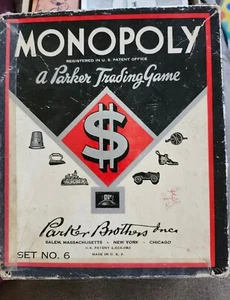 MONOPOLY
REGISTERED IN U. S. PATENT OFFICE
a Parker Trading Game
$
Parker Brothers Inc.
SALEM, MASSACHUSETTS • NEW YORK • CHICAGO
U.S. PATENT
MADE IN U. S. A.
SET NO. 6